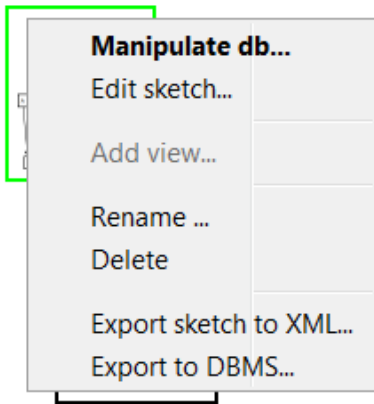 Manipulate db...
Edit sketch...
Add view...
Rename ...
Delete
Export sketch to XML...
Export to DBMS...